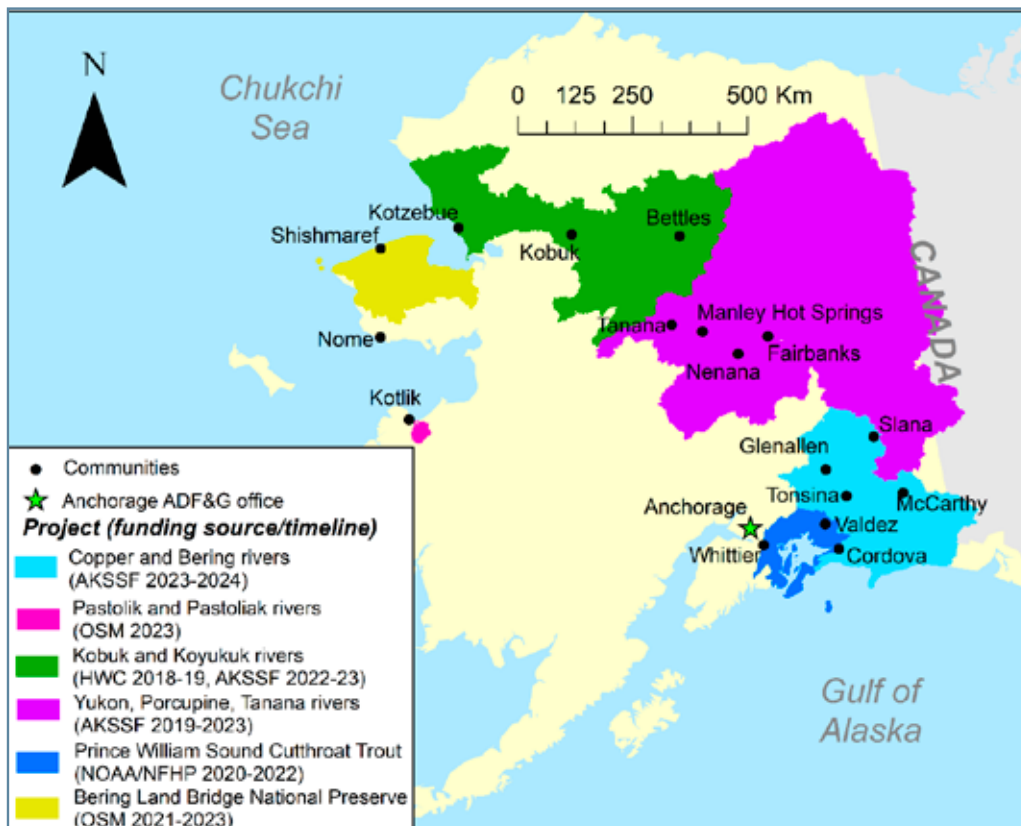 N
Chukchi
Sea
0 125 250 500 Km
Kotzebue
Shishmaref
Kobuk
Bettles
CANADA
Tanana
Manley Hot Springs
Nome
Fairbanks
Nenana
Kotlik
Slana
Glenallen
Tonsina
McCarthy
Anchorage
Valdez
Whittier
Cordova
Gulf of
Alaska
Communities
Anchorage ADF&G office
Project (funding source/timeline)
Copper and Bering rivers
(AKSSF 2023-2024)
Pastolik and Pastoliak rivers
(OSM 2023)
Kobuk and Koyukuk rivers
(HWC 2018-19, AKSSF 2022-23)
Yukon, Porcupine, Tanana rivers
(AKSSF 2019-2023)
Prince William Sound Cutthroat Trout
(NOAA/NFHP 2020-2022)
Bering Land Bridge National Preserve
(OSM 2021-2023)